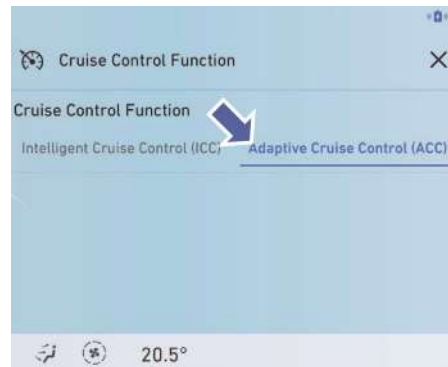 Cruise Control Function
Cruise Control Function
Intelligent Cruise Control (ICC) Adaptive Cruise Control (ACC)
20.5°